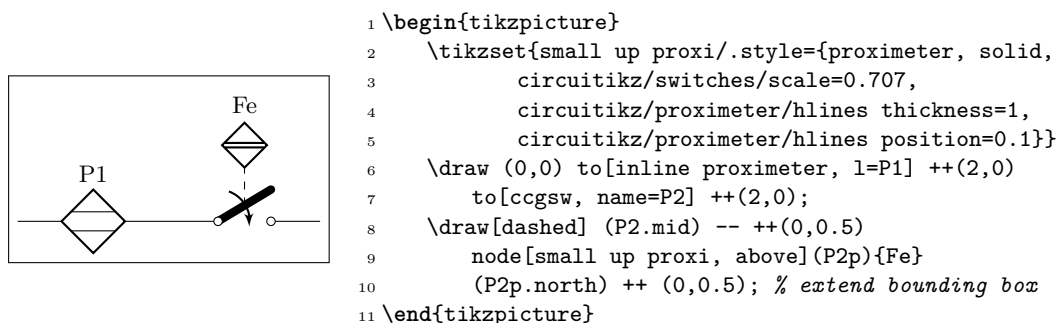 Fe
P1
1 \begin{tikzpicture}
2 \tikzset{small up proxi/.style={proximeter, solid,
3 circuitikz/switches/scale=0.707,
4 circuitikz/proximeter/hlines thickness=1,
5 circuitikz/proximeter/hlines position=0.1}}
6 \draw (0,0) to[inline proximeter, l=P1] ++(2,0)
7 to[ccgsw, name=P2] ++(2,0);
8 \draw[dashed] (P2.mid) -- ++(0,0.5)
9 node[small up proxi, above](P2p){Fe}
10 (P2p.north) ++ (0,0.5); % extend bounding box
11 \end{tikzpicture}